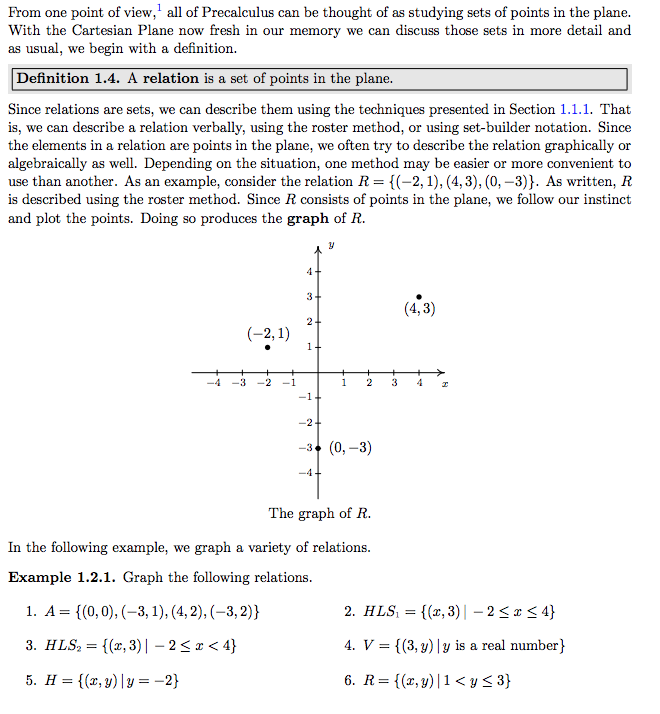 From one point of view,¹ all of Precalculus can be thought of as studying sets of points in the plane.
With the Cartesian Plane now fresh in our memory we can discuss those sets in more detail and
as usual, we begin with a definition.
Definition 1.4. A relation is a set of points in the plane.
Since relations are sets, we can describe them using the techniques presented in Section 1.1.1. That
is, we can describe a relation verbally, using the roster method, or using set-builder notation. Since
the elements in a relation are points in the plane, we often try to describe the relation graphically or
algebraically as well. Depending on the situation, one method may be easier or more convenient to
use than another. As an example, consider the relation R = {(−2, 1), (4, 3), (0, −3)}. As written, R
is described using the roster method. Since R consists of points in the plane, we follow our instinct
and plot the points. Doing so produces the graph of R.
y
4
3
(4, 3)
2
(−2, 1)
1
−4 −3 −2 −1 1 2 3 4 x
−1
−2
−3 (0, −3)
−4
The graph of R.
In the following example, we graph a variety of relations.
Example 1.2.1. Graph the following relations.
1. A = {(0, 0), (−3, 1), (4, 2), (−3, 2)} 2. HLS₁ = {(x, 3) | − 2 ≤ x ≤ 4}
3. HLS₂ = {(x, 3) | − 2 ≤ x < 4} 4. V = {(3, y) | y is a real number}
5. H = {(x, y) | y = −2} 6. R = {(x, y) | 1 < y ≤ 3}